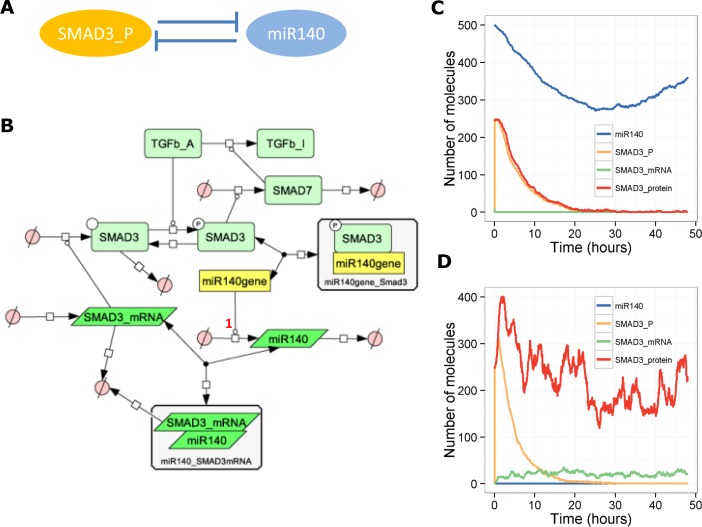 A
SMAD3_P
miR140
B
TGFb_A
TGFb_I
SMAD7
SMAD3
P
SMAD3
P
SMAD3
miR140gene
miR140gene_Smad3
miR140gene
SMAD3_mRNA
1
miR140
SMAD3_mRNA
miR140
miR140_SMAD3mRNA
C
Number of molecules
500
400
300
200
100
0
miR140
SMAD3_P
SMAD3_mRNA
SMAD3_protein
0 10 20 30 40 50
Time (hours)
D
Number of molecules
400
300
200
100
0
miR140
SMAD3_P
SMAD3_mRNA
SMAD3_protein
0 10 20 30 40 50
Time (hours)